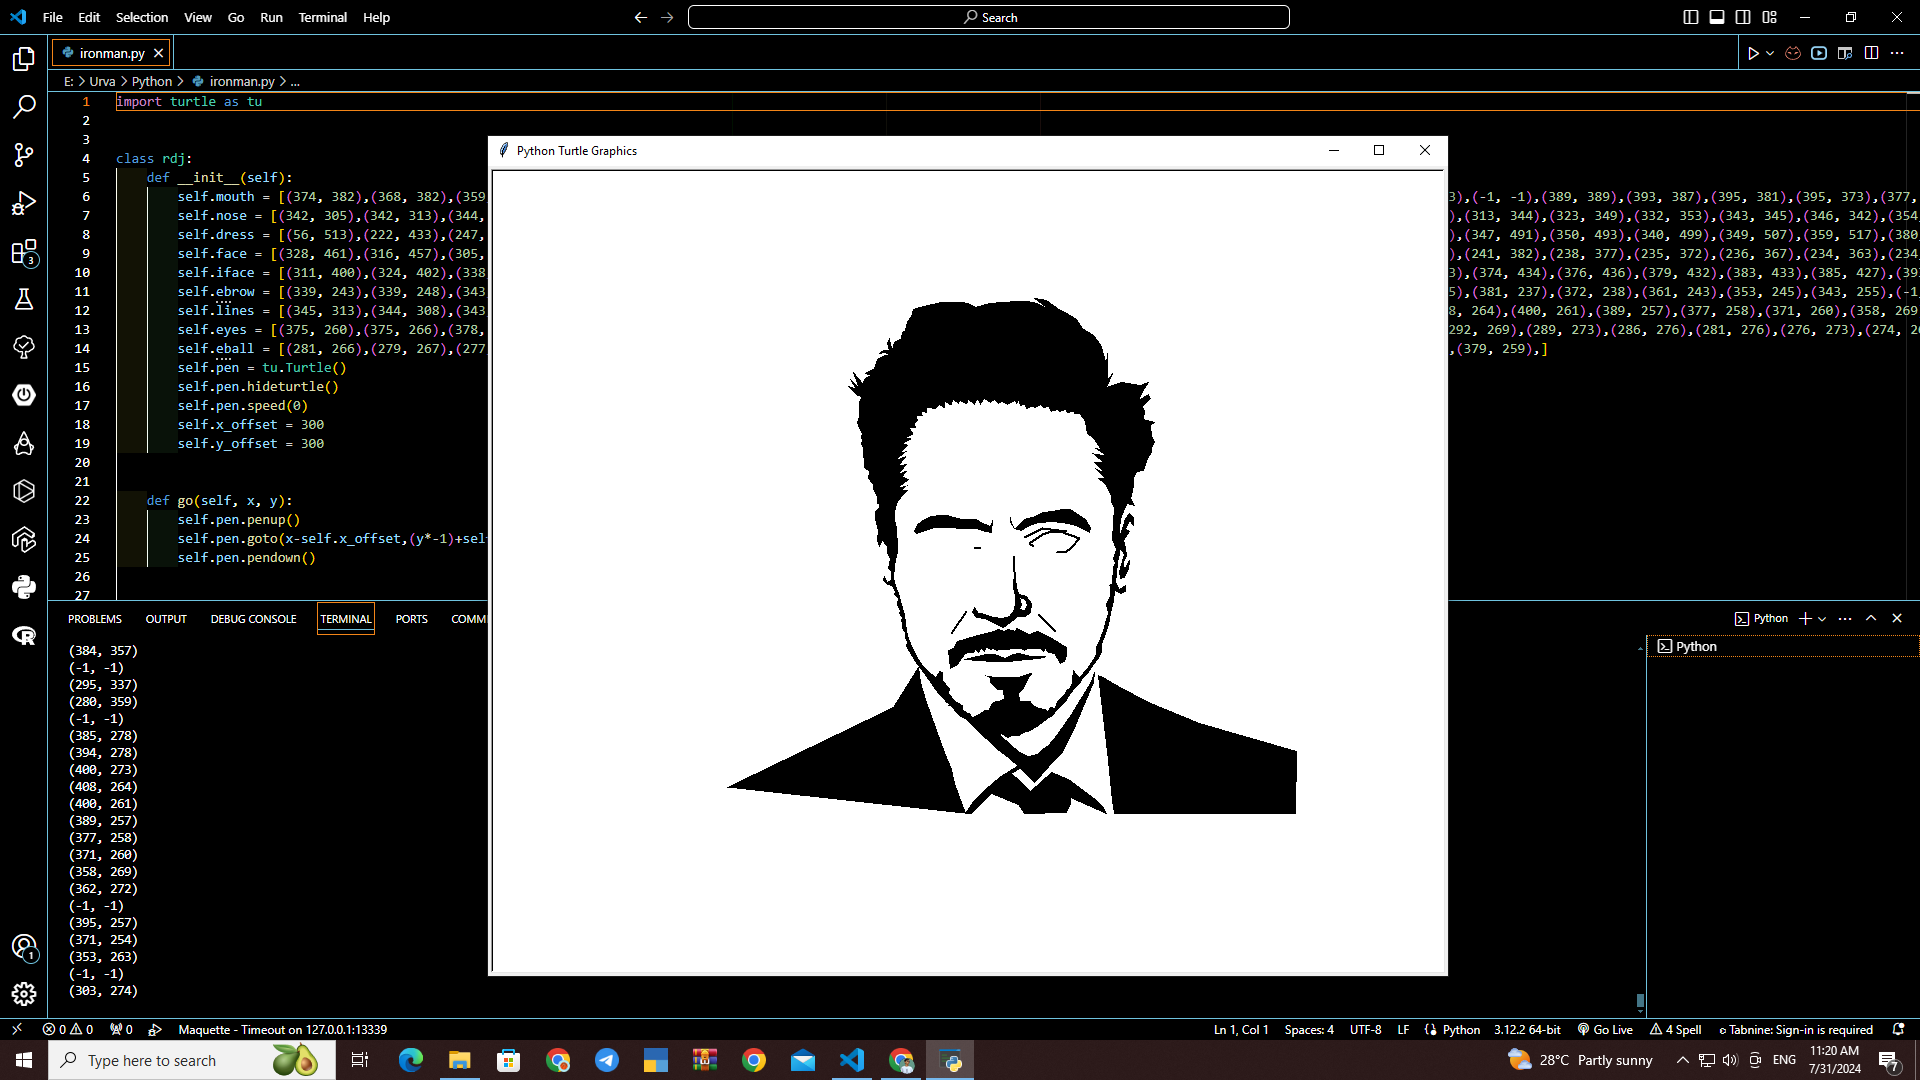 File Edit Selection View Go Run Terminal Help
Search
ironman.py
E: > Urva > Python > ironman.py > ...
1 import turtle as tu
2
3
4 class rdj:
5 def __init__(self):
6 self.mouth = [(374, 382),(368, 382),(359 3),(-1, -1),(389, 389),(393, 387),(395, 381),(395, 373),(377,
7 self.nose = [(342, 305),(342, 313),(344, ),(313, 344),(323, 349),(332, 353),(343, 345),(346, 342),(354
8 self.dress = [(56, 513),(222, 433),(247, ),(347, 491),(350, 493),(340, 499),(349, 507),(359, 517),(380
9 self.face = [(328, 461),(316, 457),(305, ),(241, 382),(238, 377),(235, 372),(236, 367),(234, 363),(234
10 self.iface = [(311, 400),(324, 402),(338 3),(374, 434),(376, 436),(379, 432),(383, 433),(385, 427),(39
11 self.ebrow = [(339, 243),(339, 248),(343 5),(381, 237),(372, 238),(361, 243),(353, 245),(343, 255),(-1
12 self.lines = [(345, 313),(344, 308),(343 8, 264),(400, 261),(389, 257),(377, 258),(371, 260),(358, 269
13 self.eyes = [(375, 260),(375, 266),(378, 292, 269),(289, 273),(286, 276),(281, 276),(276, 273),(274, 2
14 self.eball = [(281, 266),(279, 267),(277 ,(379, 259),]
15 self.pen = tu.Turtle()
16 self.pen.hideturtle()
17 self.pen.speed(0)
18 self.x_offset = 300
19 self.y_offset = 300
20
21
22 def go(self, x, y):
23 self.pen.penup()
24 self.pen.goto(x-self.x_offset,(y*-1)+sel
25 self.pen.pendown()
26
27
Python Turtle Graphics
PROBLEMS OUTPUT DEBUG CONSOLE TERMINAL PORTS COMM
Python
Python
(384, 357)
(-1, -1)
(295, 337)
(280, 359)
(-1, -1)
(385, 278)
(394, 278)
(400, 273)
(408, 264)
(400, 261)
(389, 257)
(377, 258)
(371, 260)
(358, 269)
(362, 272)
(-1, -1)
(395, 257)
(371, 254)
(353, 263)
(-1, -1)
(303, 274)
3
1
0 0 0 Maquette - Timeout on 127.0.0.1:13339
Ln 1, Col 1 Spaces: 4 UTF-8 LF Python 3.12.2 64-bit Go Live 4 Spell Tabnine: Sign-in is required
Type here to search
28°C Partly sunny ENG
11:20 AM
7/31/2024
7